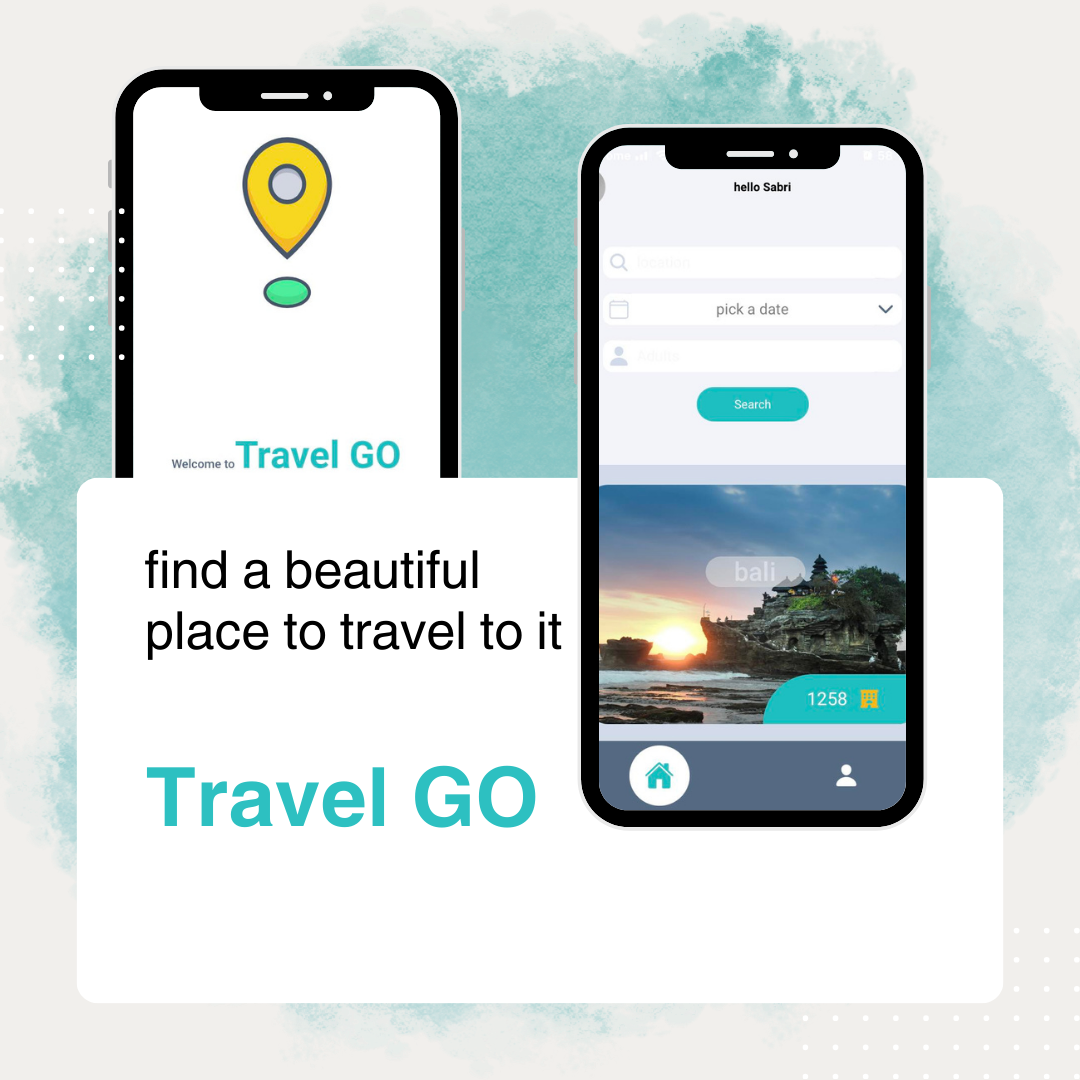 Welcome to Travel GO
hello Sabri
location
pick a date
Adults
Search
bali
1258
find a beautiful
place to travel to it
Travel GO